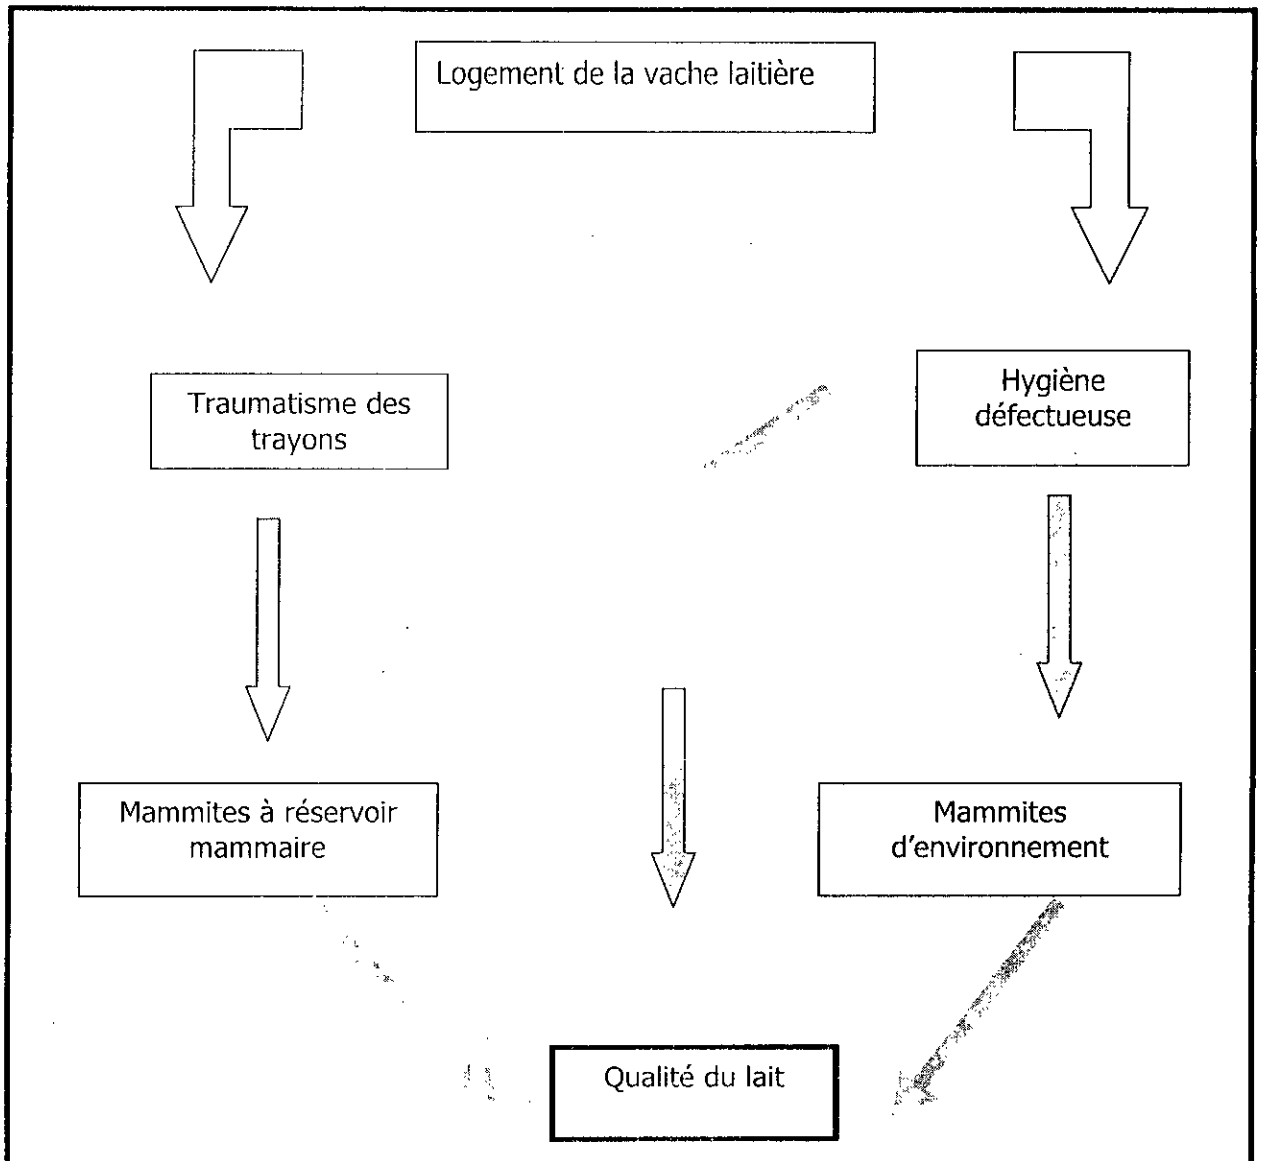 Logement de la vache laitière
Traumatisme des
trayons
Hygiène
défectueuse
Mammites à réservoir
mammaire
Mammites
d'environnement
Qualité du lait